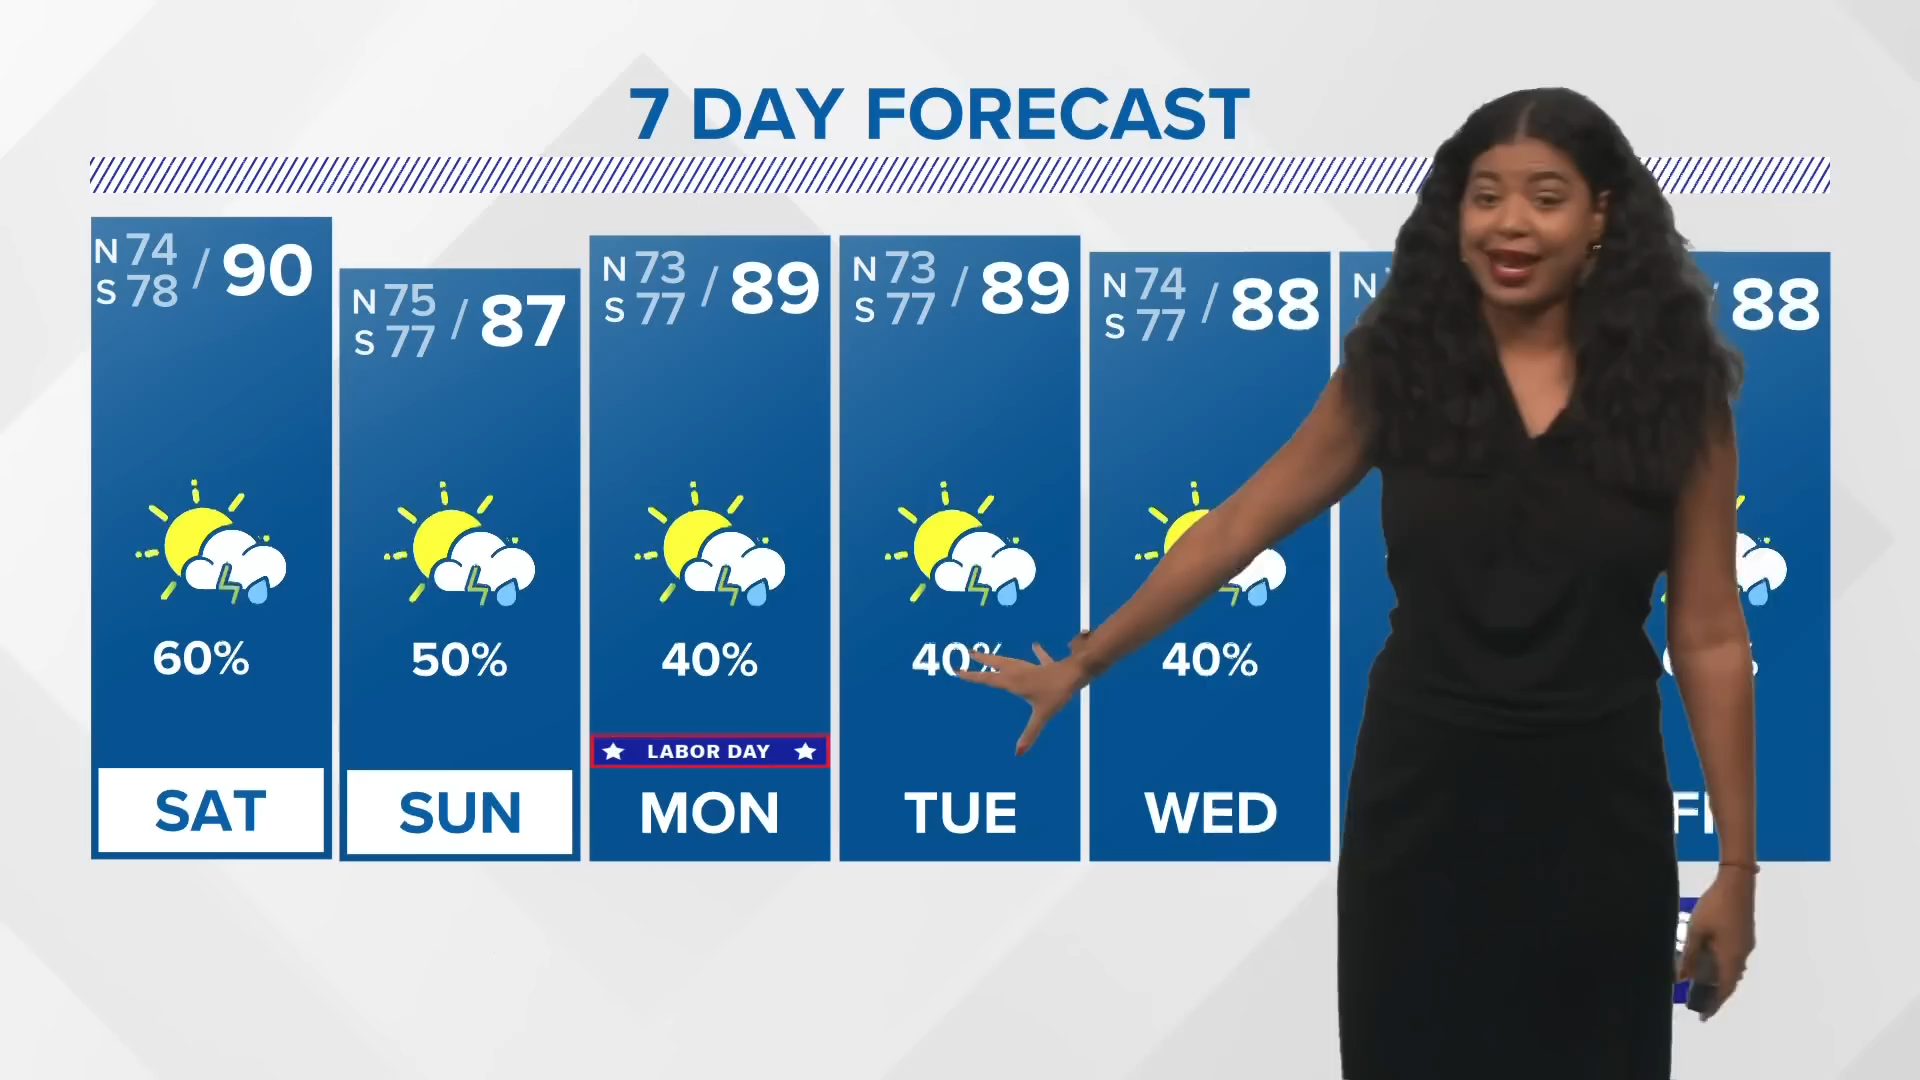 7 DAY FORECAST
N 74 / 90
S 78
N 75 / 87
S 77
N 73 / 89
S 77
N 73 / 89
S 77
N 74 / 88
S 77
N
/ 88
60%
50%
40%
40%
40%
LABOR DAY
SAT
SUN
MON
TUE
WED